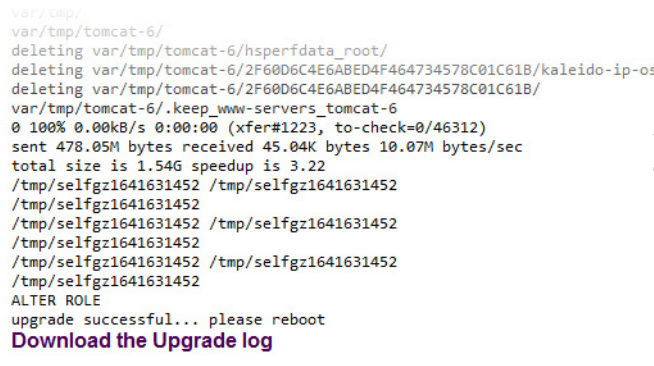 var/tmp/
var/tmp/tomcat-6/
deleting var/tmp/tomcat-6/hsperfdata_root/
deleting var/tmp/tomcat-6/2F60D6C4E6ABED4F464734578C01C61B/kaleido-ip-os
deleting var/tmp/tomcat-6/2F60D6C4E6ABED4F464734578C01C61B/
var/tmp/tomcat-6/.keep_www-servers_tomcat-6
0 100% 0.00kB/s 0:00:00 (xfer#1223, to-check=0/46312)
sent 478.05M bytes received 45.04K bytes 10.07M bytes/sec
total size is 1.54G speedup is 3.22
/tmp/selfgz1641631452 /tmp/selfgz1641631452
/tmp/selfgz1641631452
/tmp/selfgz1641631452 /tmp/selfgz1641631452
/tmp/selfgz1641631452
/tmp/selfgz1641631452 /tmp/selfgz1641631452
/tmp/selfgz1641631452
ALTER ROLE
upgrade successful... please reboot
Download the Upgrade log